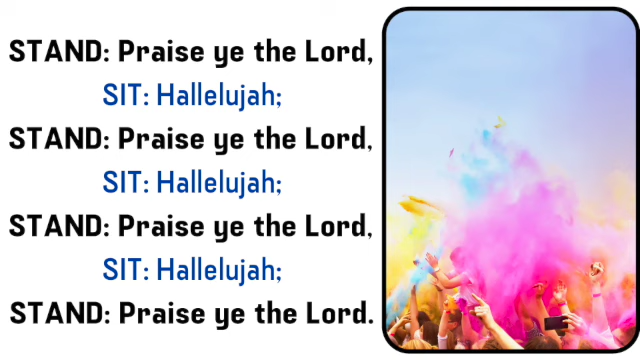 STAND: Praise ye the Lord,
SIT: Hallelujah;
STAND: Praise ye the Lord,
SIT: Hallelujah;
STAND: Praise ye the Lord,
SIT: Hallelujah;
STAND: Praise ye the Lord.